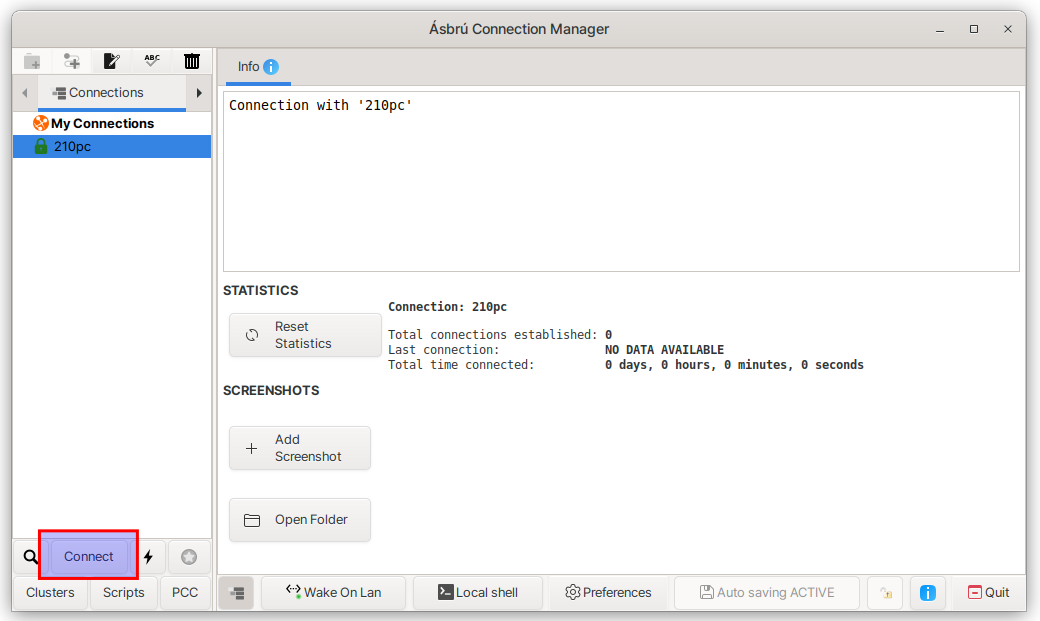 Ásbrú Connection Manager
ABC
Connections
My Connections
210pc
Info
Connection with '210pc'
STATISTICS
Reset
Statistics
Connection: 210pc
Total connections established: 0
Last connection: NO DATA AVAILABLE
Total time connected: 0 days, 0 hours, 0 minutes, 0 seconds
SCREENSHOTS
Add
Screenshot
Open Folder
Connect
Clusters Scripts PCC
Wake On Lan Local shell Preferences Auto saving ACTIVE Quit